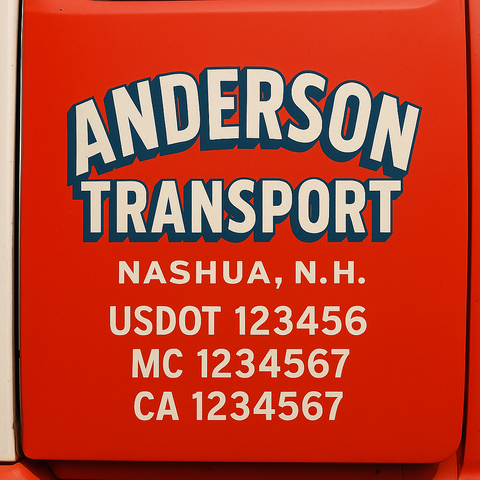 ANDERSON
TRANSPORT
NASHUA, N.H.
USDOT 123456
MC 1234567
CA 1234567